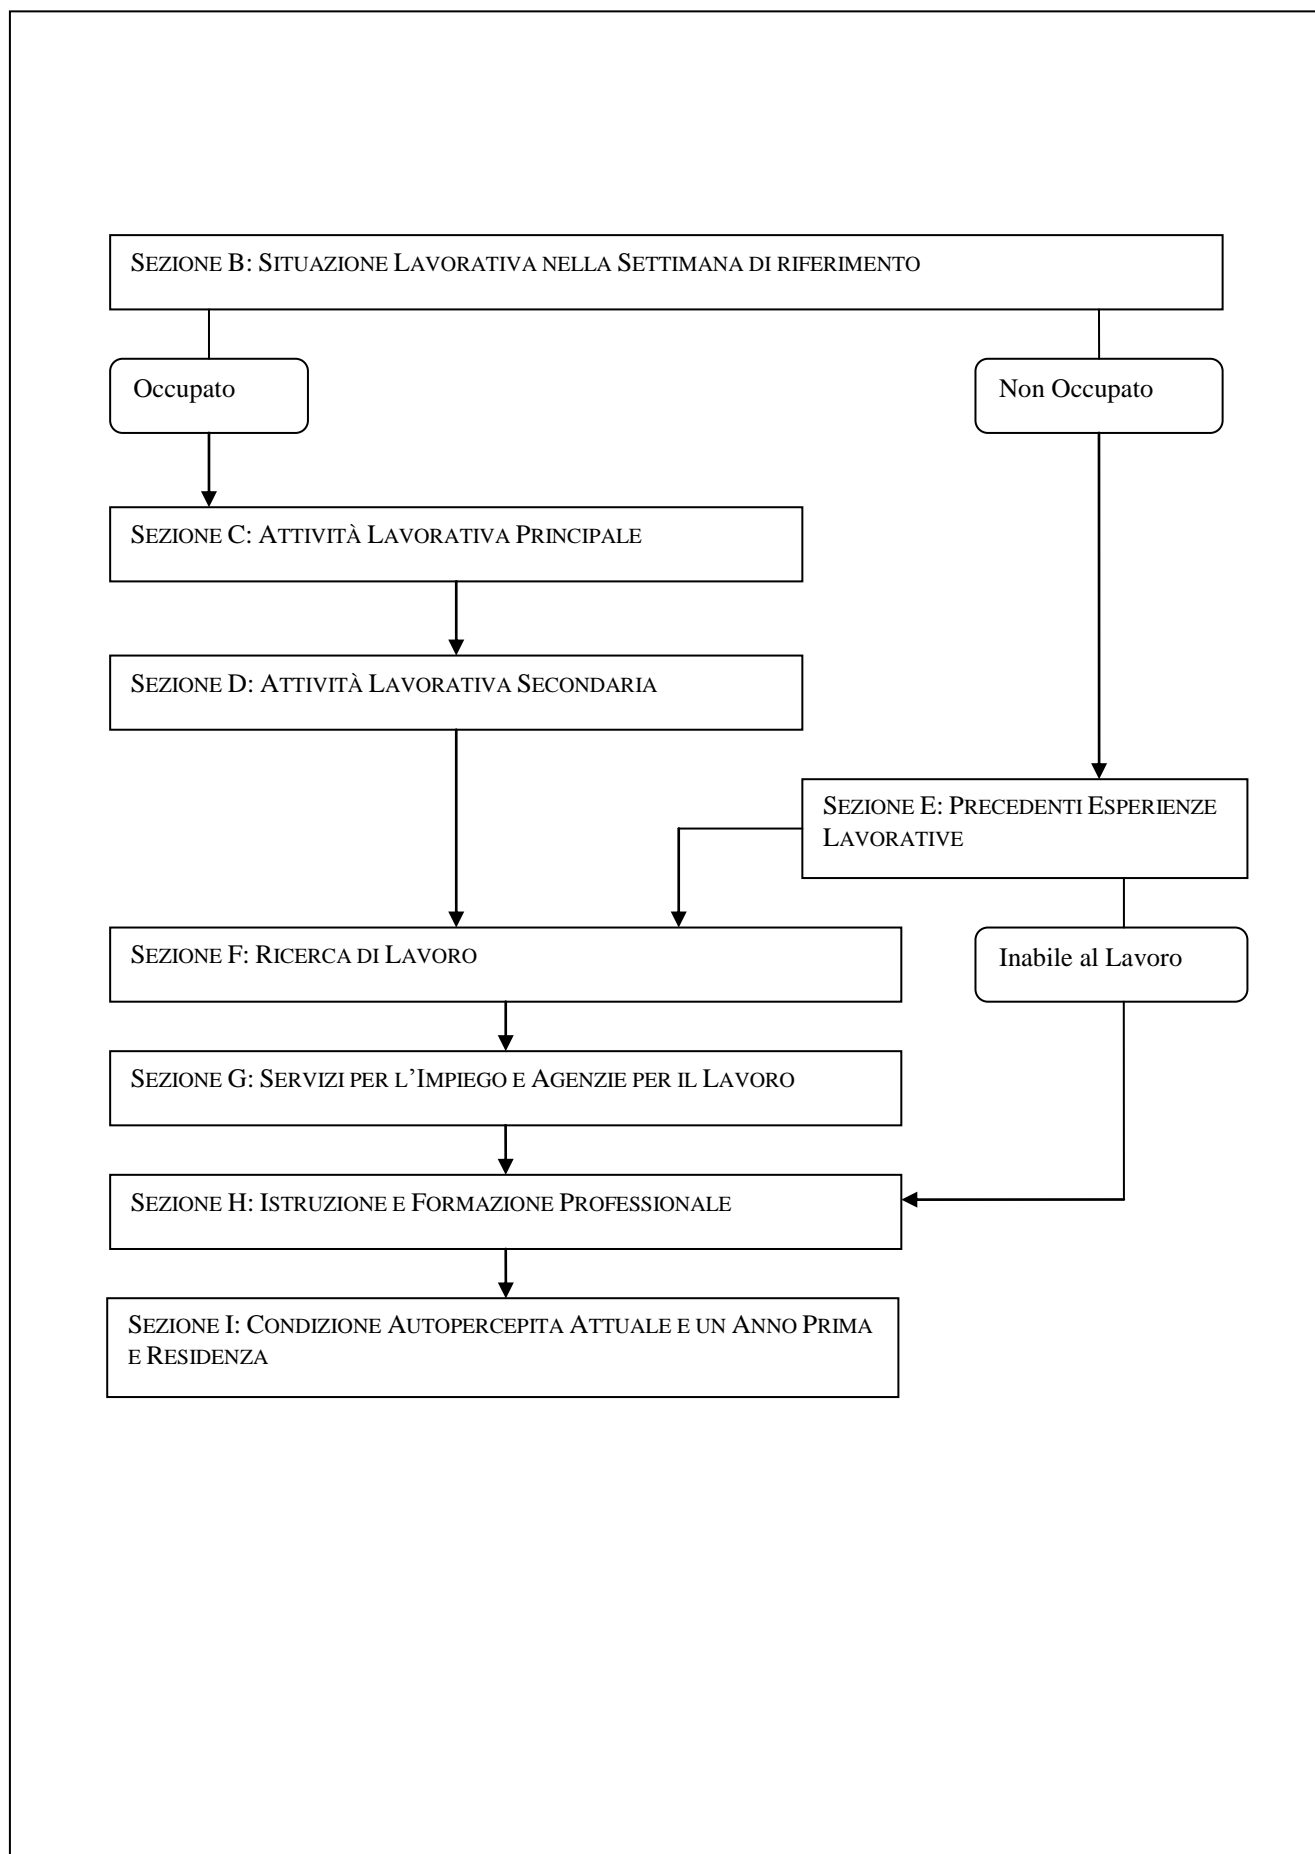 SEZIONE B: SITUAZIONE LAVORATIVA NELLA SETTIMANA DI RIFERIMENTO
Occupato
Non Occupato
SEZIONE C: ATTIVITÀ LAVORATIVA PRINCIPALE
SEZIONE D: ATTIVITÀ LAVORATIVA SECONDARIA
SEZIONE E: PRECEDENTI ESPERIENZE
LAVORATIVE
SEZIONE F: RICERCA DI LAVORO
Inabile al Lavoro
SEZIONE G: SERVIZI PER L’IMPIEGO E AGENZIE PER IL LAVORO
SEZIONE H: ISTRUZIONE E FORMAZIONE PROFESSIONALE
SEZIONE I: CONDIZIONE AUTOPERCEPITA ATTUALE E UN ANNO PRIMA
E RESIDENZA